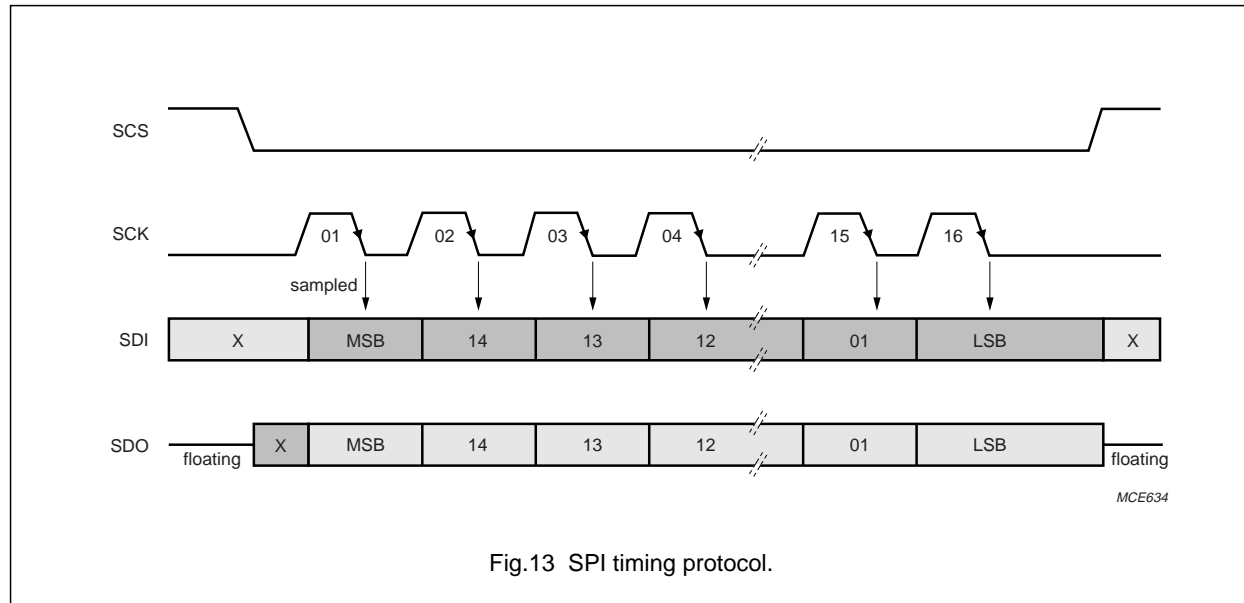 SCS
SCK 01 02 03 04 15 16
sampled
SDI X MSB 14 13 12 01 LSB X
SDO X MSB 14 13 12 01 LSB
floating floating
MCE634
Fig.13 SPI timing protocol.